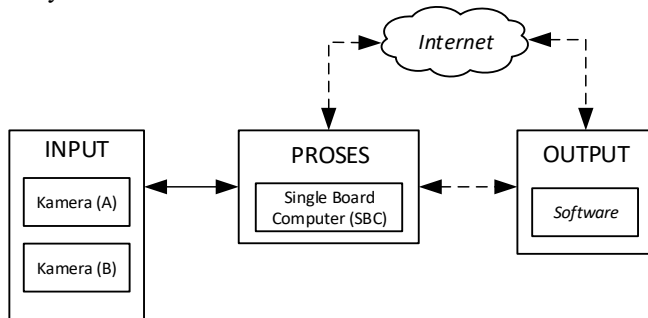 Internet
INPUT
Kamera (A)
Kamera (B)
PROSES
Single Board
Computer (SBC)
OUTPUT
Software